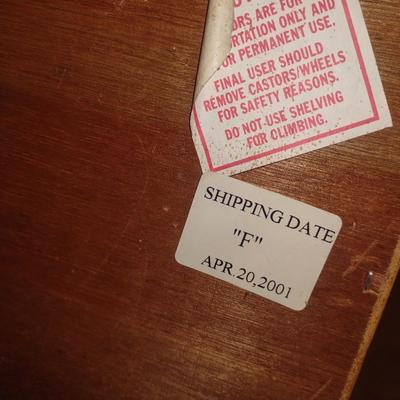 ORS ARE FOR
RTATION ONLY AND
OR PERMANENT USE.
FINAL USER SHOULD
REMOVE CASTORS/WHEELS
FOR SAFETY REASONS.
DO NOT USE SHELVING
FOR CLIMBING.
SHIPPING DATE
"F"
APR.20,2001